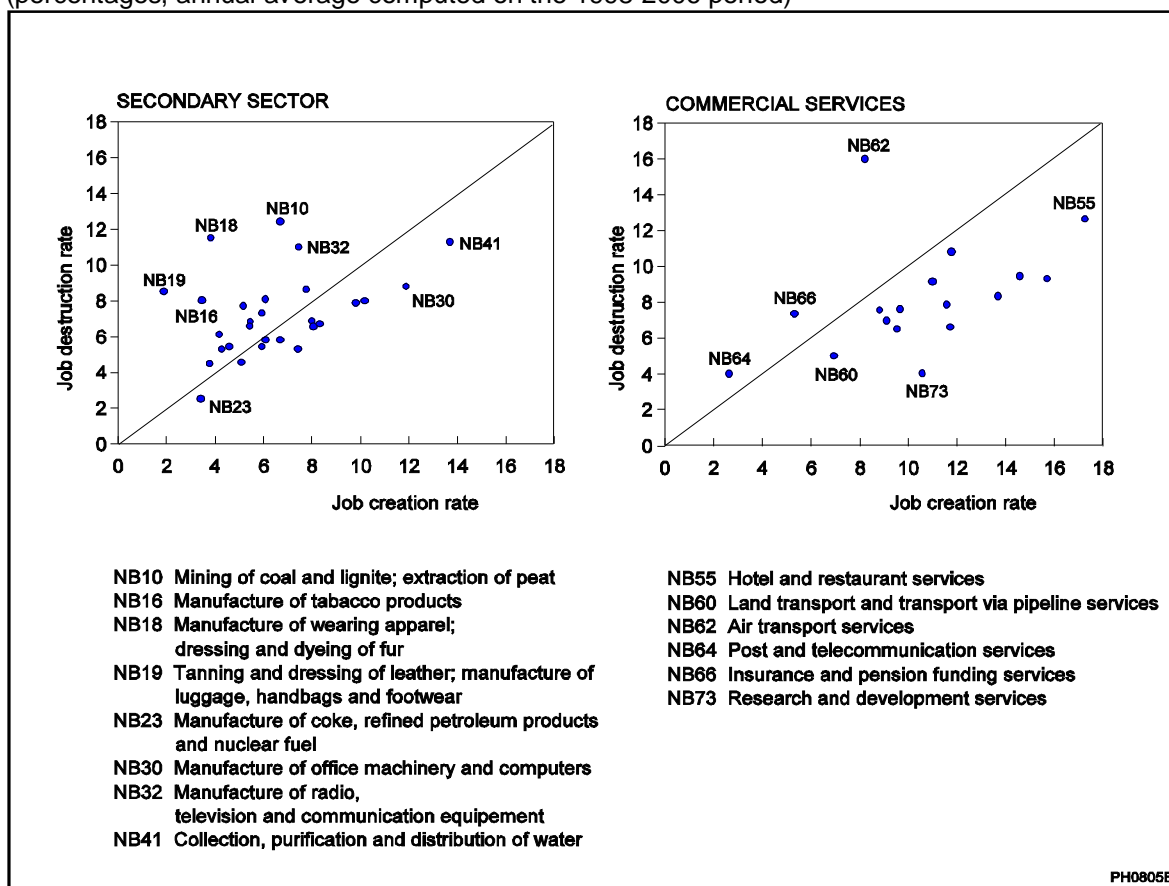 (percentages, annual average computed on the period)
SECONDARY SECTOR
Job destruction rate
18
16
14
12
10
8
6
4
2
0
NB10
NB18
NB32
NB41
NB19
NB30
NB16
NB23
0 2 4 6 8 10 12 14 16 18
Job creation rate
COMMERCIAL SERVICES
Job destruction rate
18
16
14
12
10
8
6
4
2
0
NB62
NB55
NB66
NB64
NB60
NB73
0 2 4 6 8 10 12 14 16 18
Job creation rate
NB10 Mining of coal and lignite; extraction of peat
NB16 Manufacture of tabacco products
NB18 Manufacture of wearing apparel;
dressing and dyeing of fur
NB19 Tanning and dressing of leather; manufacture of
luggage, handbags and footwear
NB23 Manufacture of coke, refined petroleum products
and nuclear fuel
NB30 Manufacture of office machinery and computers
NB32 Manufacture of radio,
television and communication equipement
NB41 Collection, purification and distribution of water
NB55 Hotel and restaurant services
NB60 Land transport and transport via pipeline services
NB62 Air transport services
NB64 Post and telecommunication services
NB66 Insurance and pension funding services
NB73 Research and development services